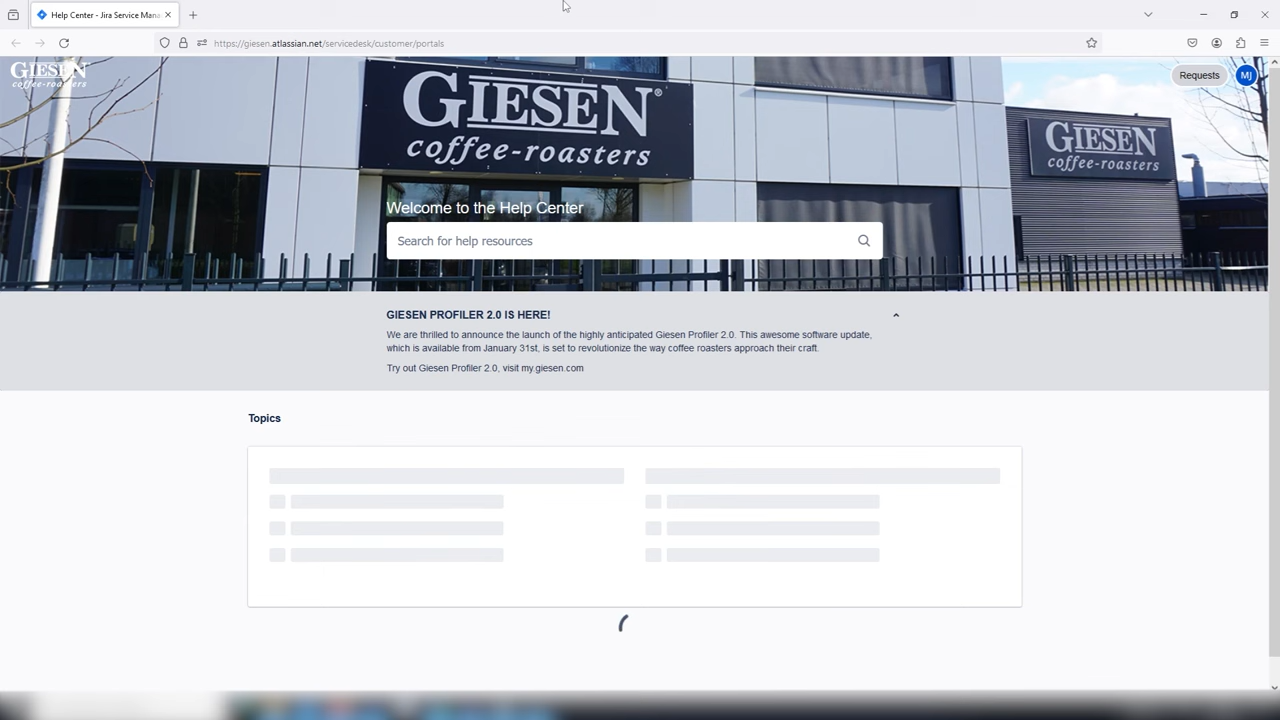 Help Center - Jira Service Mana
https://giesen.atlassian.net/servicedesk/customer/portals
GIESEN
coffee-roasters
Requests
MJ
GIESEN®
coffee-roasters
GIESEN
coffee-roasters
Welcome to the Help Center
Search for help resources
GIESEN PROFILER 2.0 IS HERE!
We are thrilled to announce the launch of the highly anticipated Giesen Profiler 2.0. This awesome software update,
which is available from January 31st, is set to revolutionize the way coffee roasters approach their craft.
Try out Giesen Profiler 2.0, visit my.giesen.com
Topics